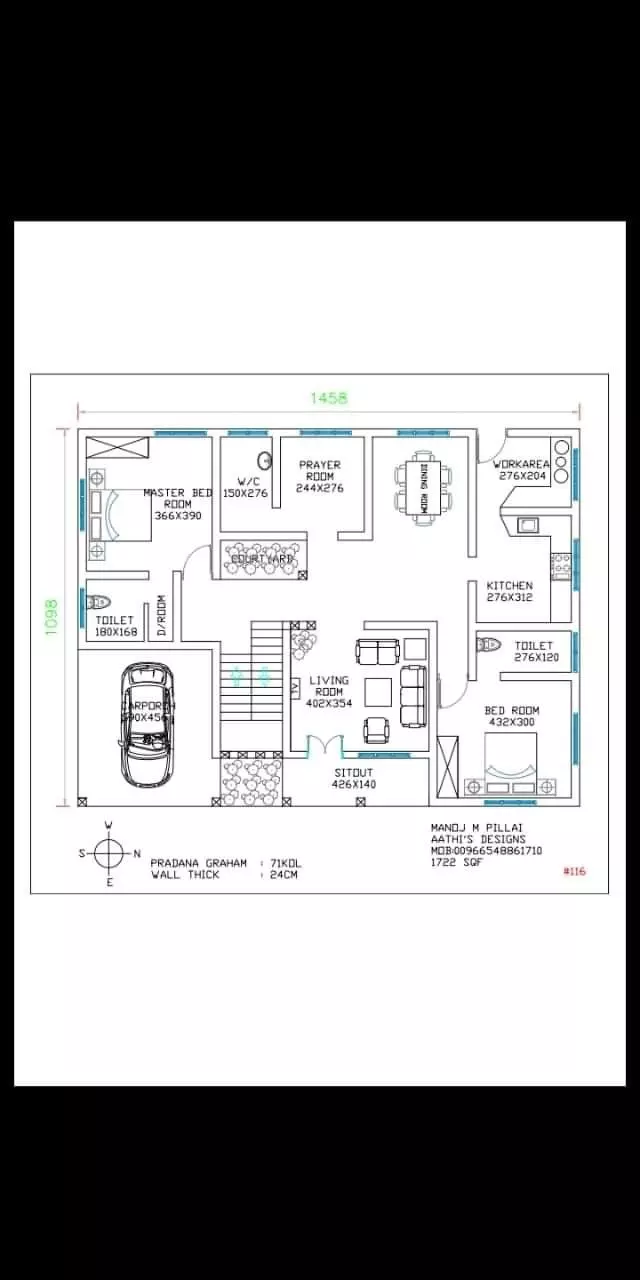 1458
1098
MASTER BED
ROOM
366X390
W/C
150X276
PRAYER
ROOM
244X276
DINING ROOM
WORKAREA
276X204
COURTYARD
KITCHEN
276X312
TOILET
180X168
D/ROOM
TOILET
276X120
CARPORCH
LIVING
ROOM
402X354
TV
BED ROOM
432X300
SITOUT
426X140
W
S
N
E
PRADANA GRAHAM : 71KOL
WALL THICK : 24CM
MANOJ M PILLAI
AATHI'S DESIGNS
MOB:00966548861710
1722 SQF
#116